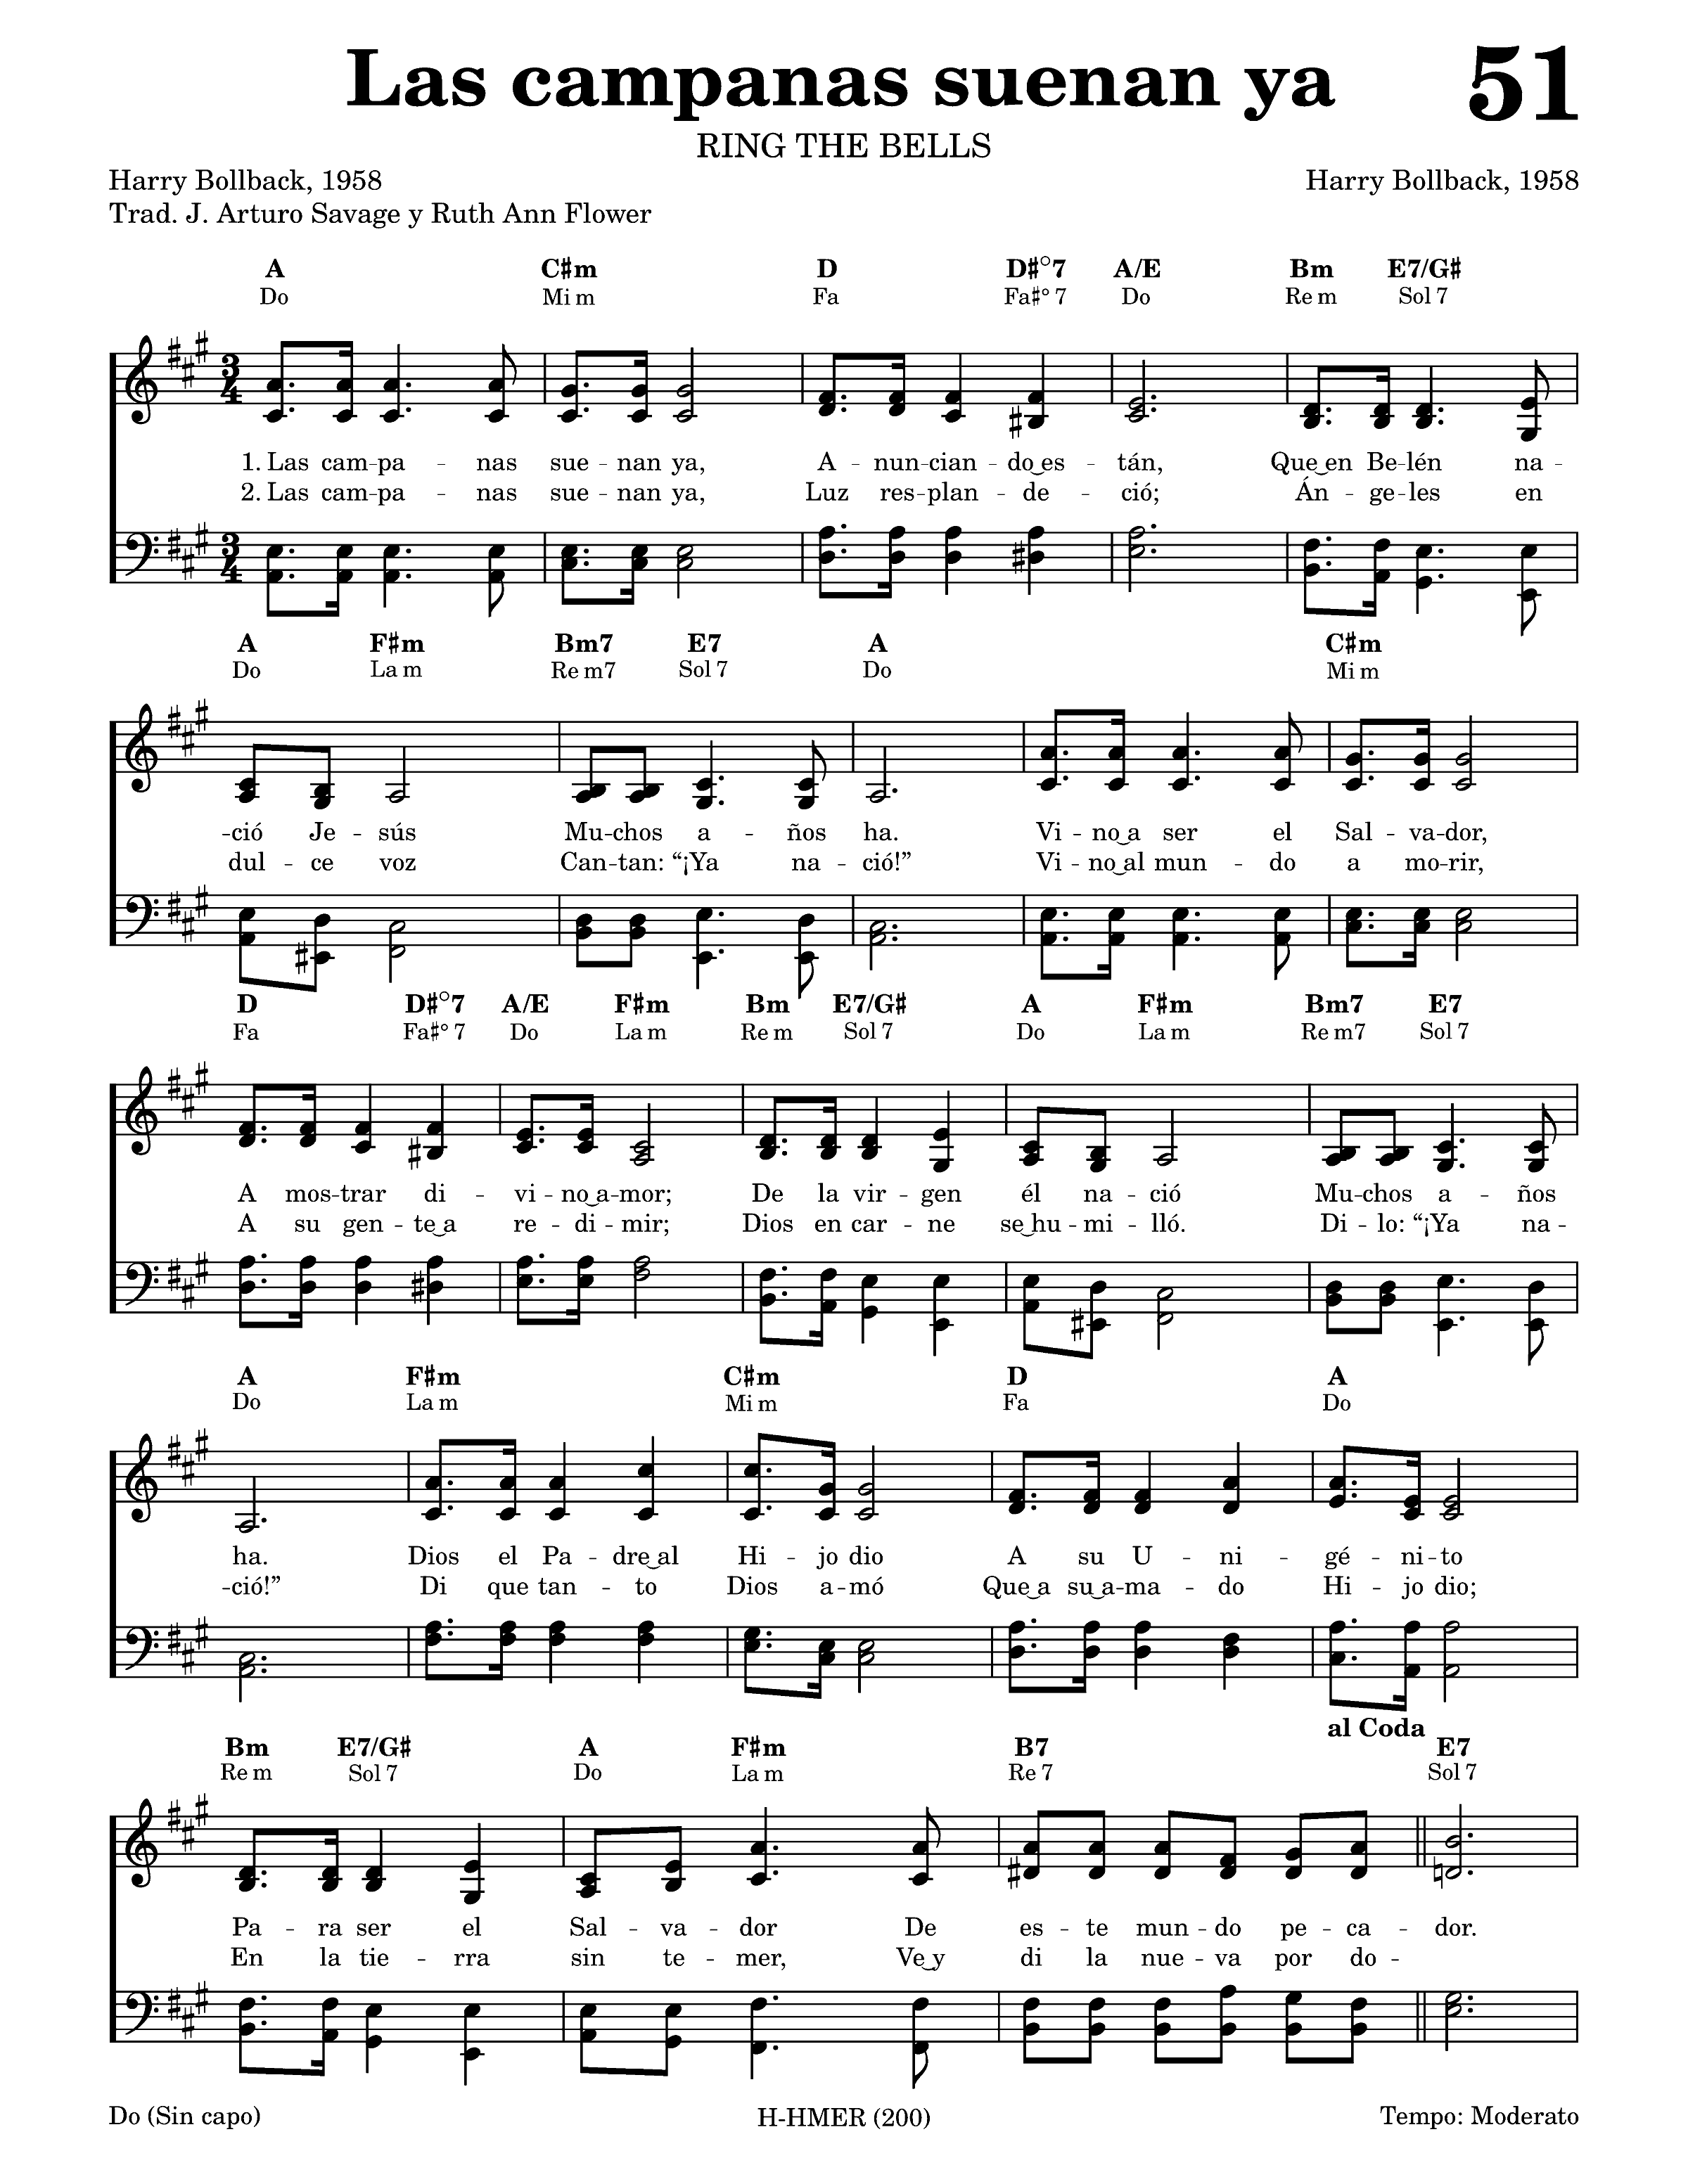 Las campanas suenan ya 51
RING THE BELLS
Harry Bollback, 1958 Harry Bollback, 1958
Trad. J. Arturo Savage y Ruth Ann Flower
A C♯m D D♯○7 A/E Bm E7/G♯
Do Mi m Fa Fa♯° 7 Do Re m Sol 7
3 4
1. Las cam – pa – nas sue – nan ya, A – nun – cian – do‿es – tán, Que‿en Be – lén na –
2. Las cam – pa – nas sue – nan ya, Luz res – plan – de – ció; Án – ge – les en
3 4
A F♯m Bm7 E7 A C♯m
Do La m Re m7 Sol 7 Do Mi m
– ció Je – sús Mu – chos a – ños ha. Vi – no‿a ser el Sal – va – dor,
dul – ce voz Can – tan: “¡Ya na – ció!” Vi – no‿al mun – do a mo – rir,
D D♯○7 A/E F♯m Bm E7/G♯ A F♯m Bm7 E7
Fa Fa♯° 7 Do La m Re m Sol 7 Do La m Re m7 Sol 7
A mos – trar di – vi – no‿a – mor; De la vir – gen él na – ció Mu – chos a – ños
A su gen – te‿a re – di – mir; Dios en car – ne se‿hu – mi – lló. Di – lo: “¡Ya na –
A F♯m C♯m D A
Do La m Mi m Fa Do
ha. Dios el Pa – dre‿al Hi – jo dio A su U – ni – gé – ni – to
– ció!” Di que tan – to Dios a – mó Que‿a su‿a – ma – do Hi – jo dio;
al Coda
Bm E7/G♯ A F♯m B7 E7
Re m Sol 7 Do La m Re 7 Sol 7
Pa – ra ser el Sal – va – dor De es – te mun – do pe – ca – dor.
En la tie – rra sin te – mer, Ve‿y di la nue – va por do –
Do (Sin capo) H-HMER (200) Tempo: Moderato